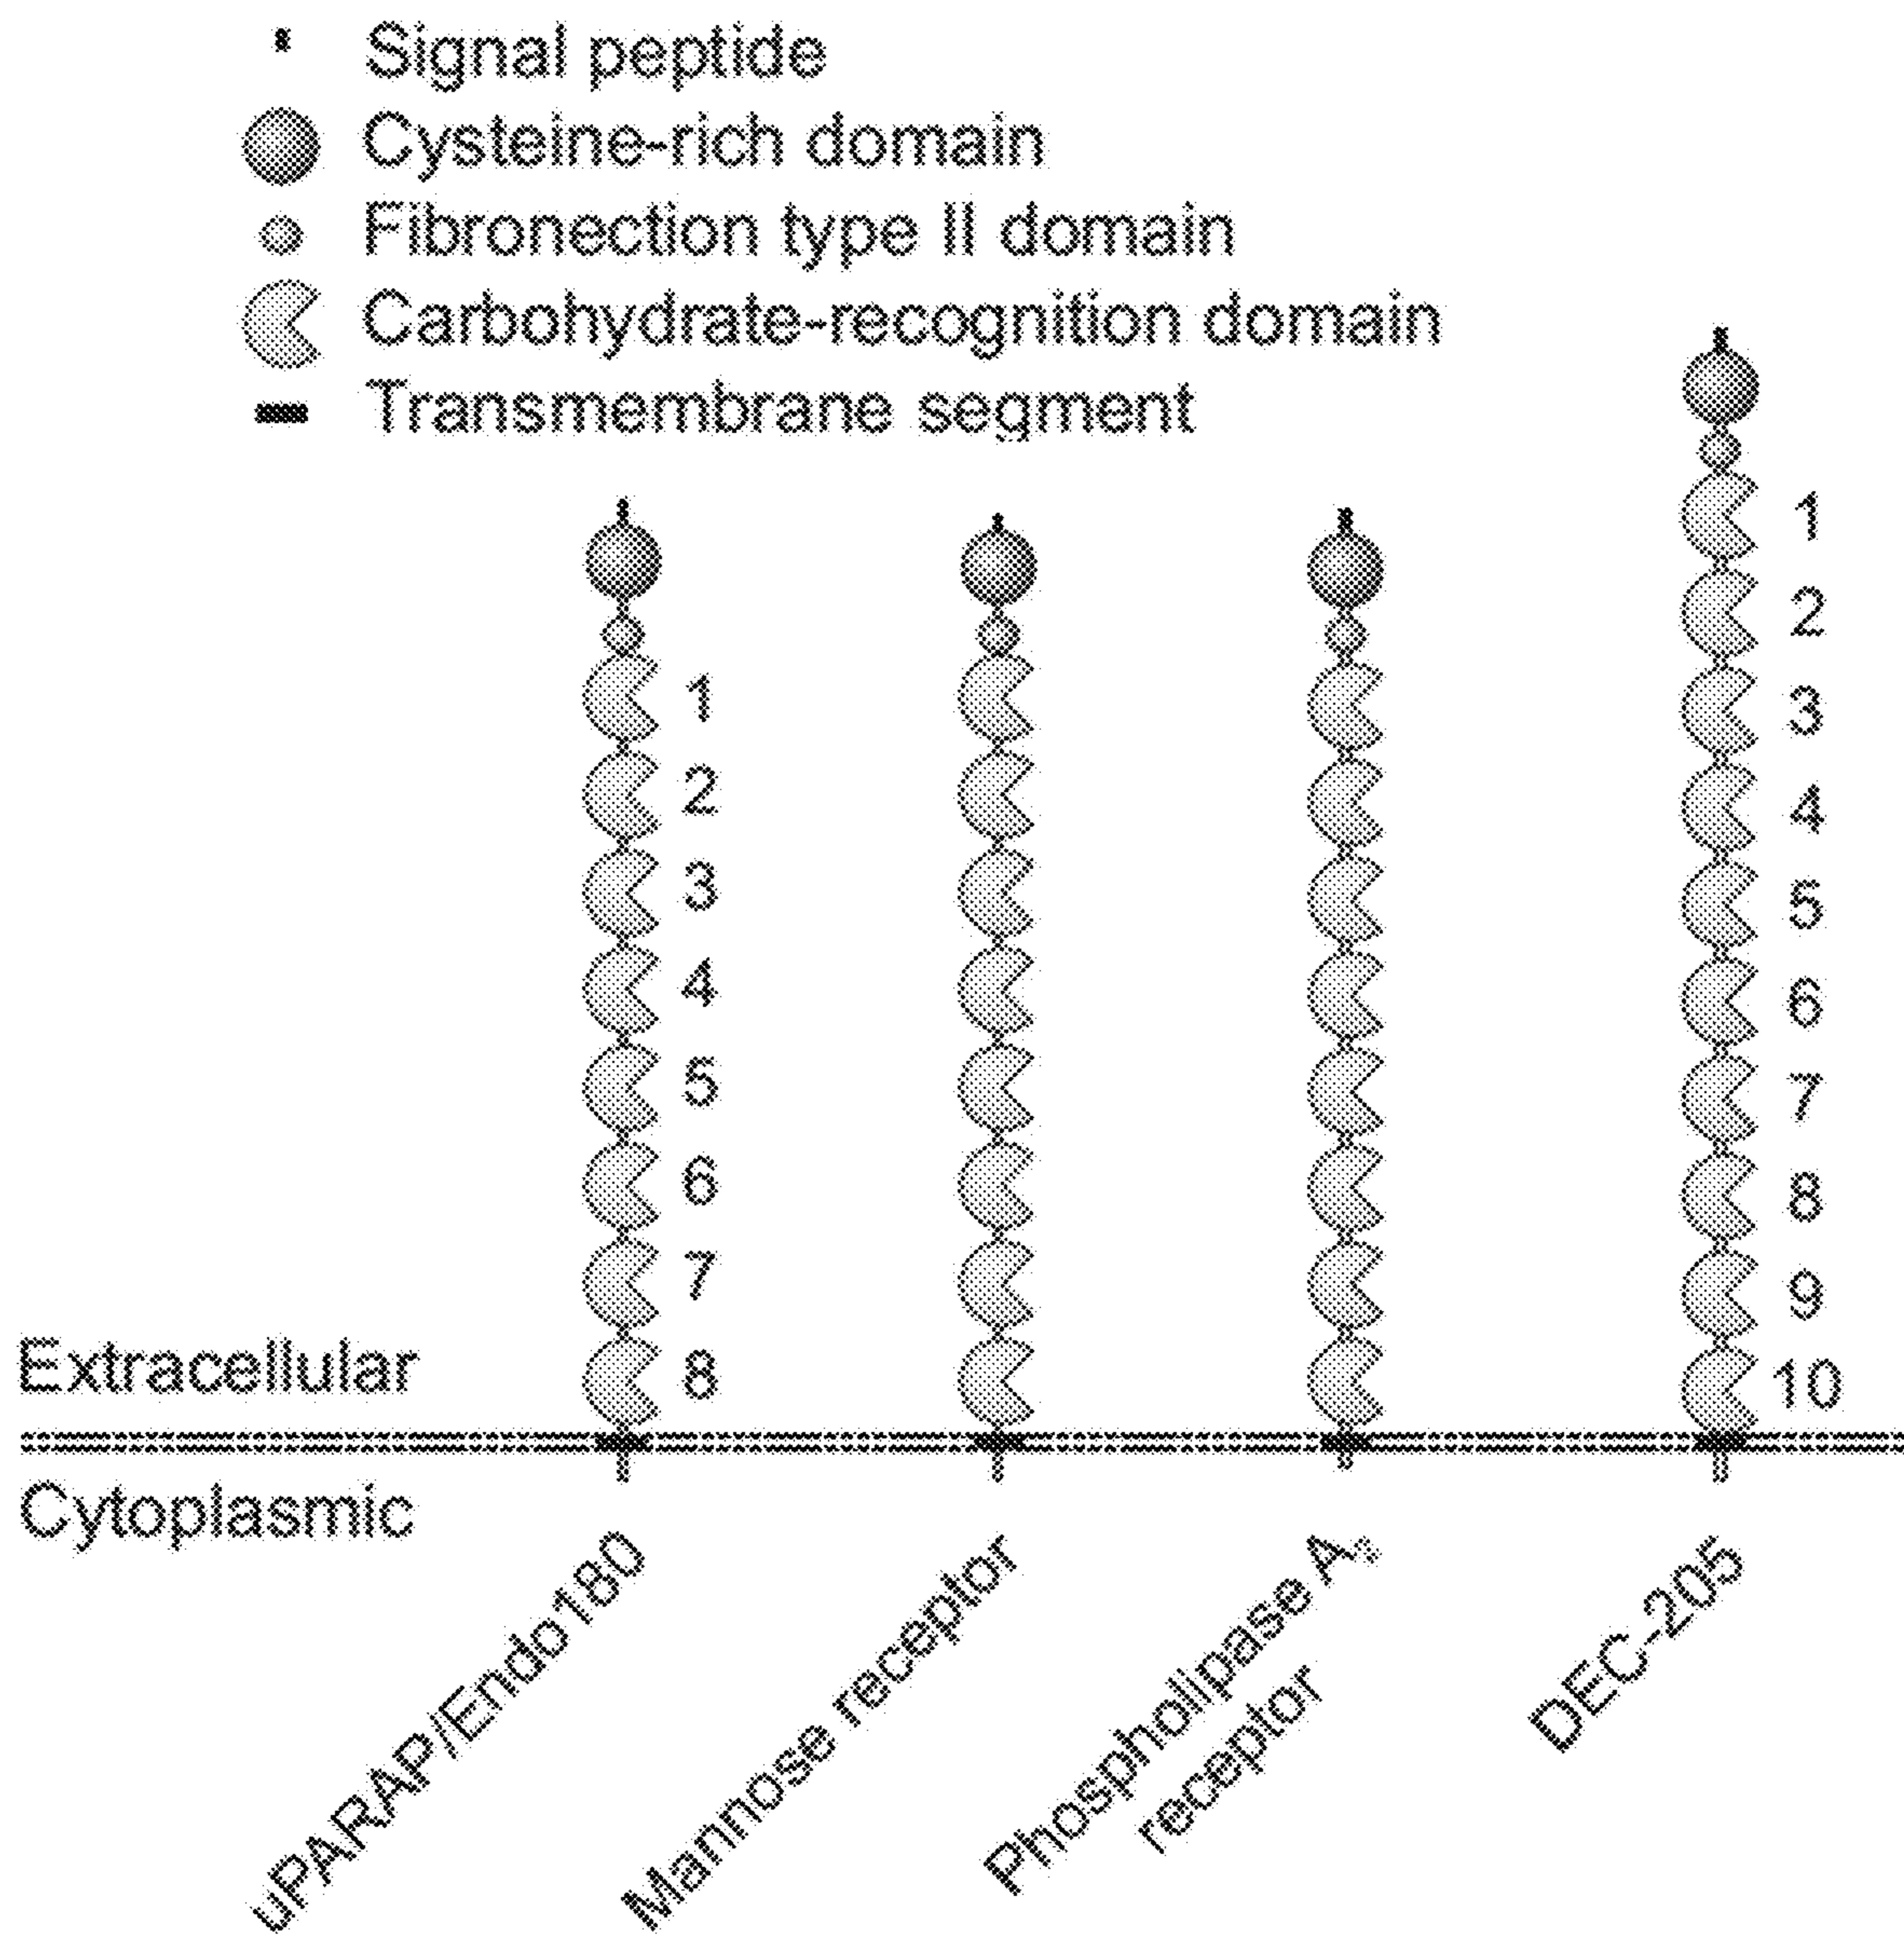 Signal peptide
Cysteine-rich domain
Fibronection type II domain
Carbohydrate-recognition domain
Transmembrane segment
1
2
3
4
5
6
7
8
1
2
3
4
5
6
7
8
9
10
Extracellular
Cytoplasmic
uPARAP/Endo180
Mannose receptor
Phospholipase A₂
receptor
DEC-205